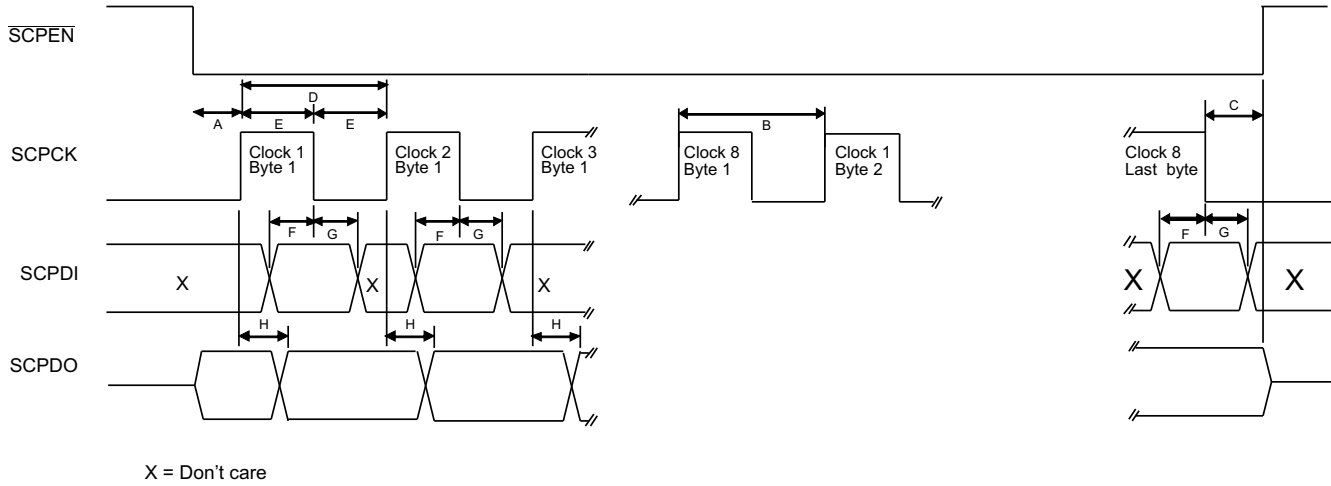 SCPEN
D
A E E B C
SCPCK
Clock 1
Byte 1
Clock 2
Byte 1
Clock 3
Byte 1
Clock 8
Byte 1
Clock 1
Byte 2
Clock 8
Last byte
F G F G F G
SCPDI
X X X X X
H H H
SCPDO
X = Don't care